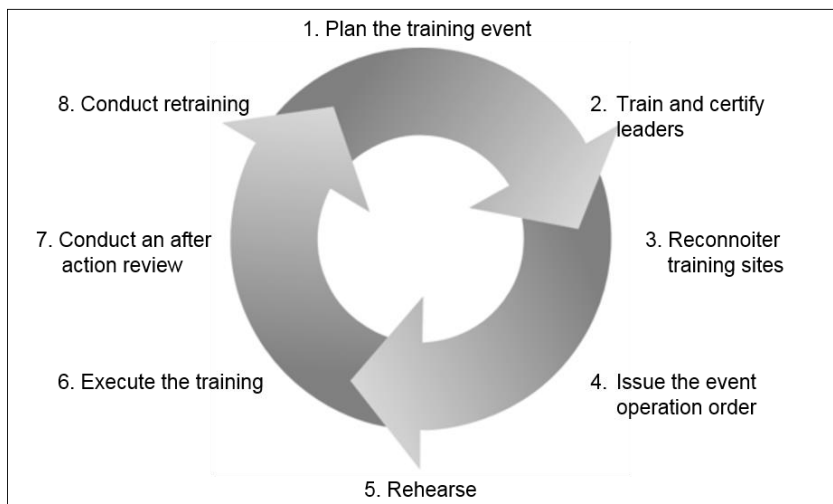 1. Plan the training event
2. Train and certify
leaders
3. Reconnoiter
training sites
4. Issue the event
operation order
5. Rehearse
6. Execute the training
7. Conduct an after
action review
8. Conduct retraining